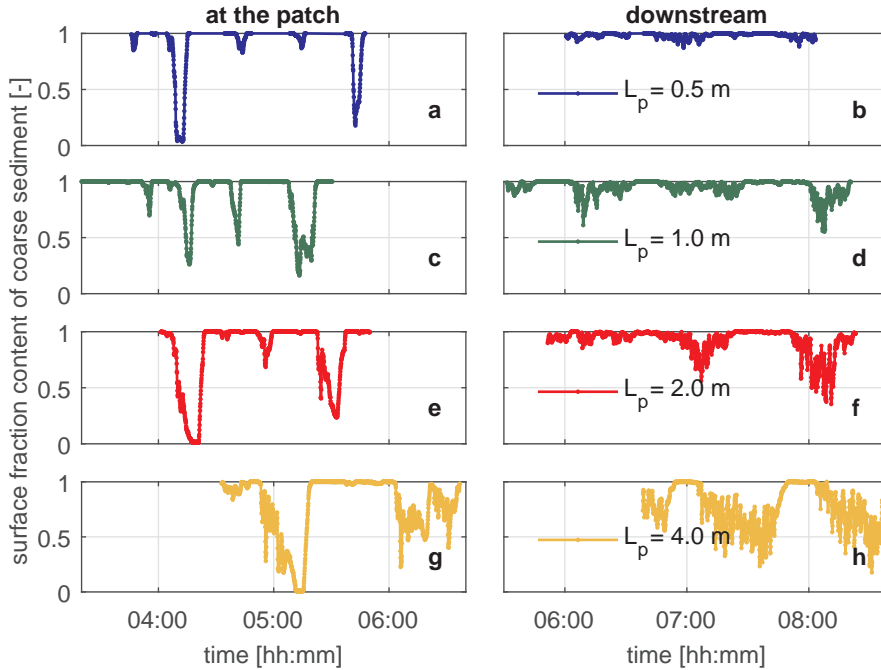 at the patch
downstream
surface fraction content of coarse sediment [-]
1
0.5
0
a
L_p = 0.5 m
b
1
0.5
0
c
L_p = 1.0 m
d
1
0.5
0
e
L_p = 2.0 m
f
1
0.5
0
g
L_p = 4.0 m
h
04:00 05:00 06:00
06:00 07:00 08:00
time [hh:mm]
time [hh:mm]